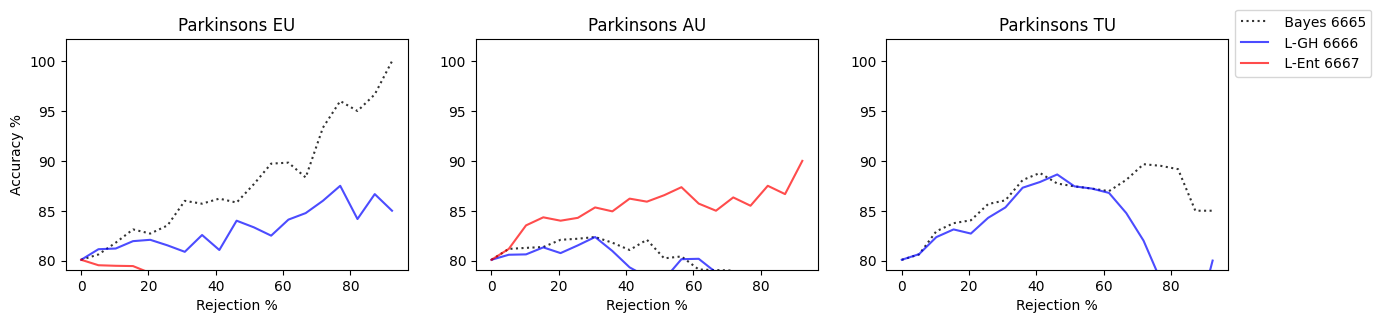 Parkinsons EU
Parkinsons AU
Parkinsons TU
Bayes 6665
L-GH 6666
L-Ent 6667
Accuracy %
100
95
90
85
80
0 20 40 60 80
Rejection %
100
95
90
85
80
0 20 40 60 80
Rejection %
100
95
90
85
80
0 20 40 60 80
Rejection %